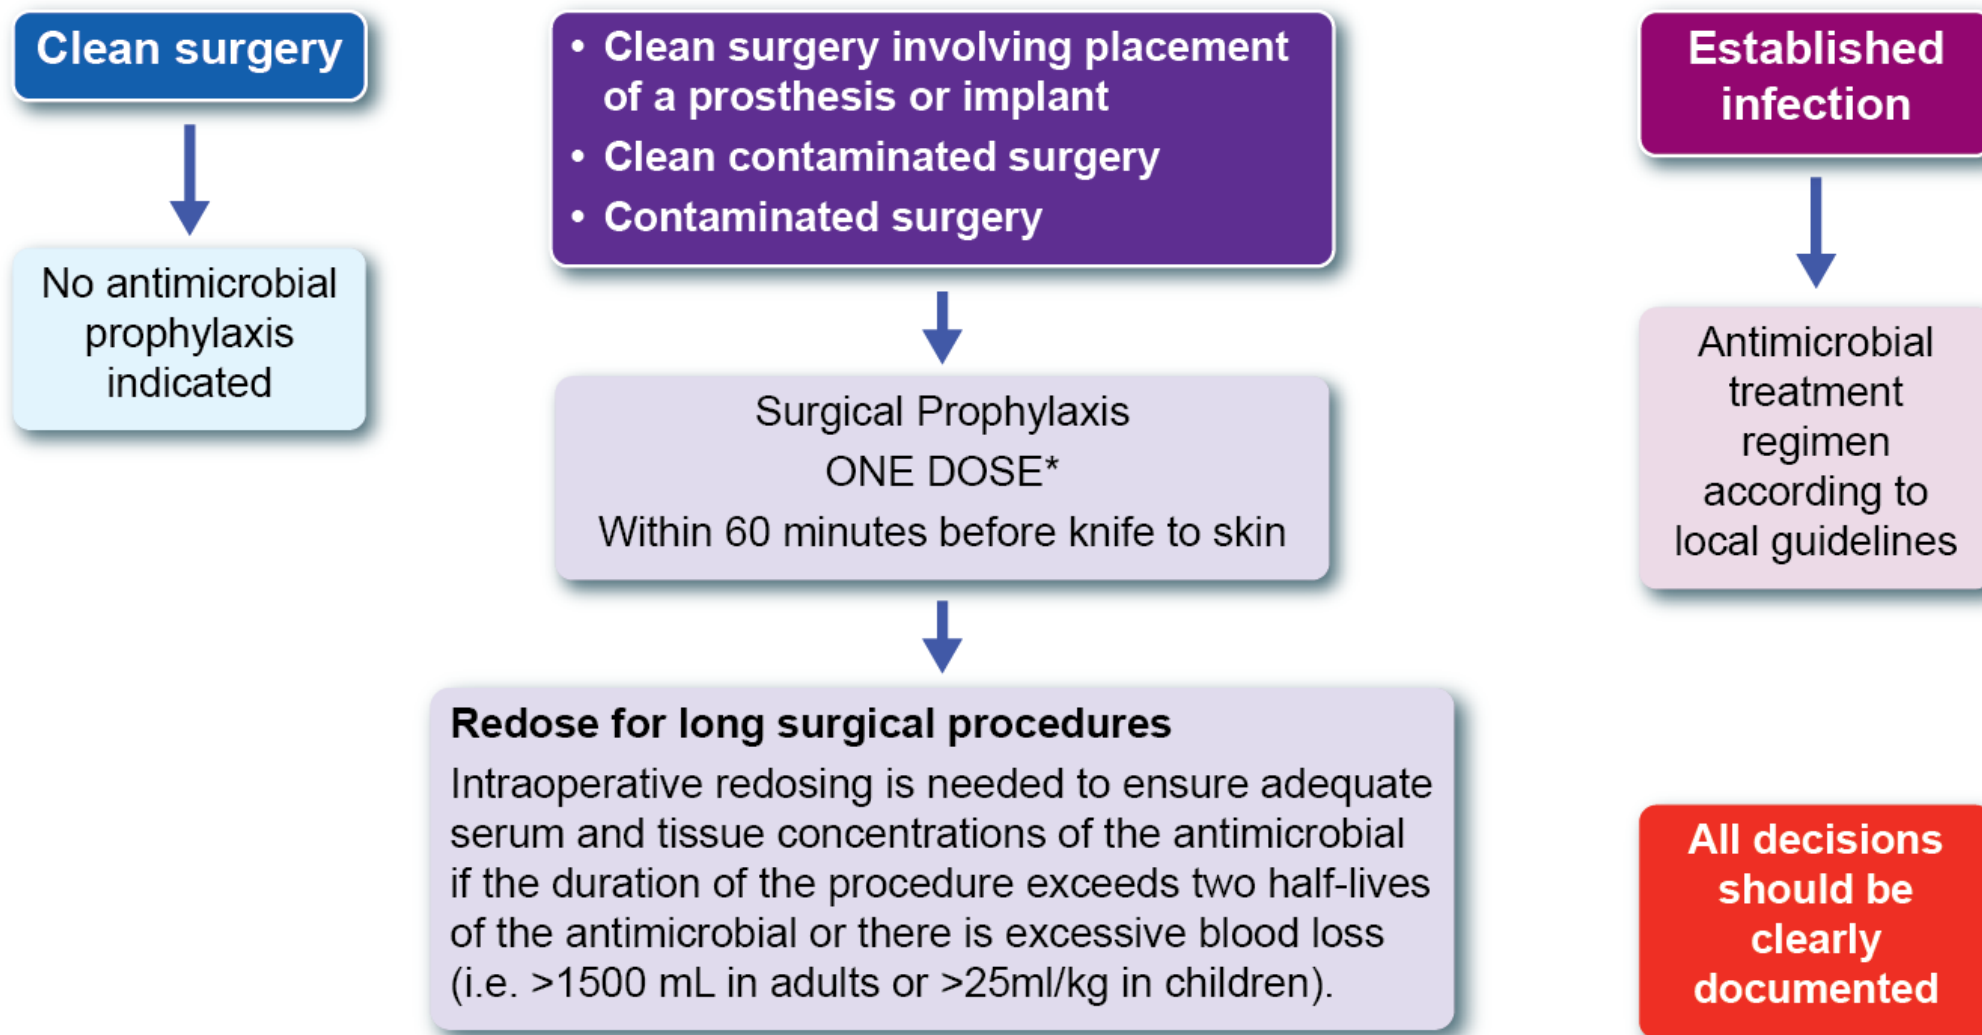 Clean surgery
No antimicrobial
prophylaxis
indicated
• Clean surgery involving placement
of a prosthesis or implant
• Clean contaminated surgery
• Contaminated surgery
Surgical Prophylaxis
ONE DOSE*
Within 60 minutes before knife to skin
Redose for long surgical procedures
Intraoperative redosing is needed to ensure adequate
serum and tissue concentrations of the antimicrobial
if the duration of the procedure exceeds two half-lives
of the antimicrobial or there is excessive blood loss
(i.e. >1500 mL in adults or >25ml/kg in children).
Established
infection
Antimicrobial
treatment
regimen
according to
local guidelines
All decisions
should be
clearly
documented